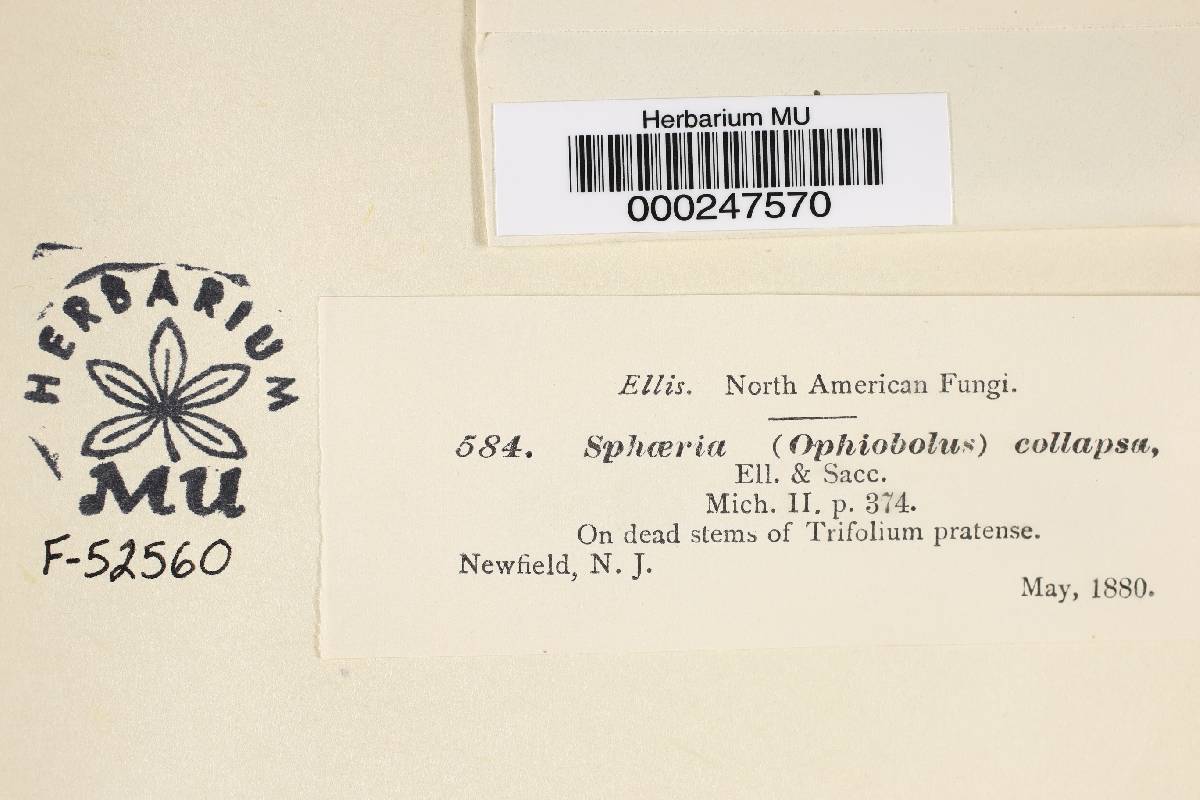 Herbarium MU
000247570
HERBARIUM
MU
F-52560
Ellis. North American Fungi.
584. Sphæria (Ophiobolus) collapsa,
Ell. & Sacc.
Mich. II. p. 374.
On dead stems of Trifolium pratense.
Newfield, N. J.
May, 1880.